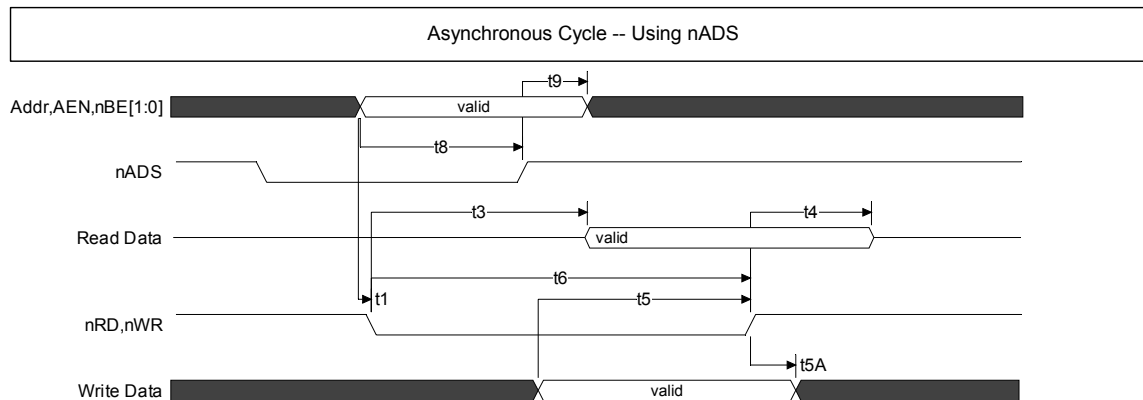 Asynchronous Cycle -- Using nADS
t9
Addr,AEN,nBE[1:0]
valid
t8
nADS
t3
t4
Read Data
valid
t6
t1
t5
nRD,nWR
t5A
Write Data
valid